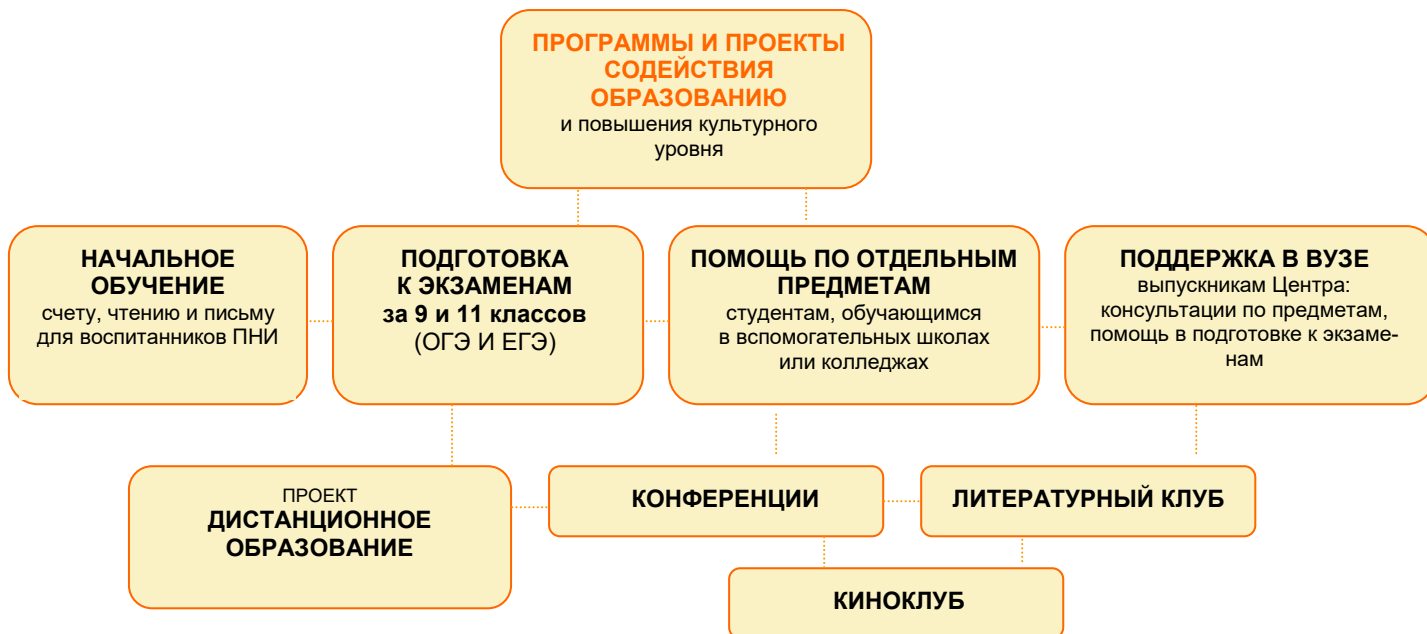 ПРОГРАММЫ И ПРОЕКТЫ
СОДЕЙСТВИЯ
ОБРАЗОВАНИЮ
и повышения культурного
уровня
НАЧАЛЬНОЕ
ОБУЧЕНИЕ
счету, чтению и письму
для воспитанников ПНИ
ПОДГОТОВКА
К ЭКЗАМЕНАМ
за 9 и 11 классов
(ОГЭ И ЕГЭ)
ПОМОЩЬ ПО ОТДЕЛЬНЫМ
ПРЕДМЕТАМ
студентам, обучающимся
в вспомогательных школах
или колледжах
ПОДДЕРЖКА В ВУЗЕ
выпускникам Центра:
консультации по предметам,
помощь в подготовке к экзаме-
нам
ПРОЕКТ
ДИСТАНЦИОННОЕ
ОБРАЗОВАНИЕ
КОНФЕРЕНЦИИ
ЛИТЕРАТУРНЫЙ КЛУБ
КИНОКЛУБ